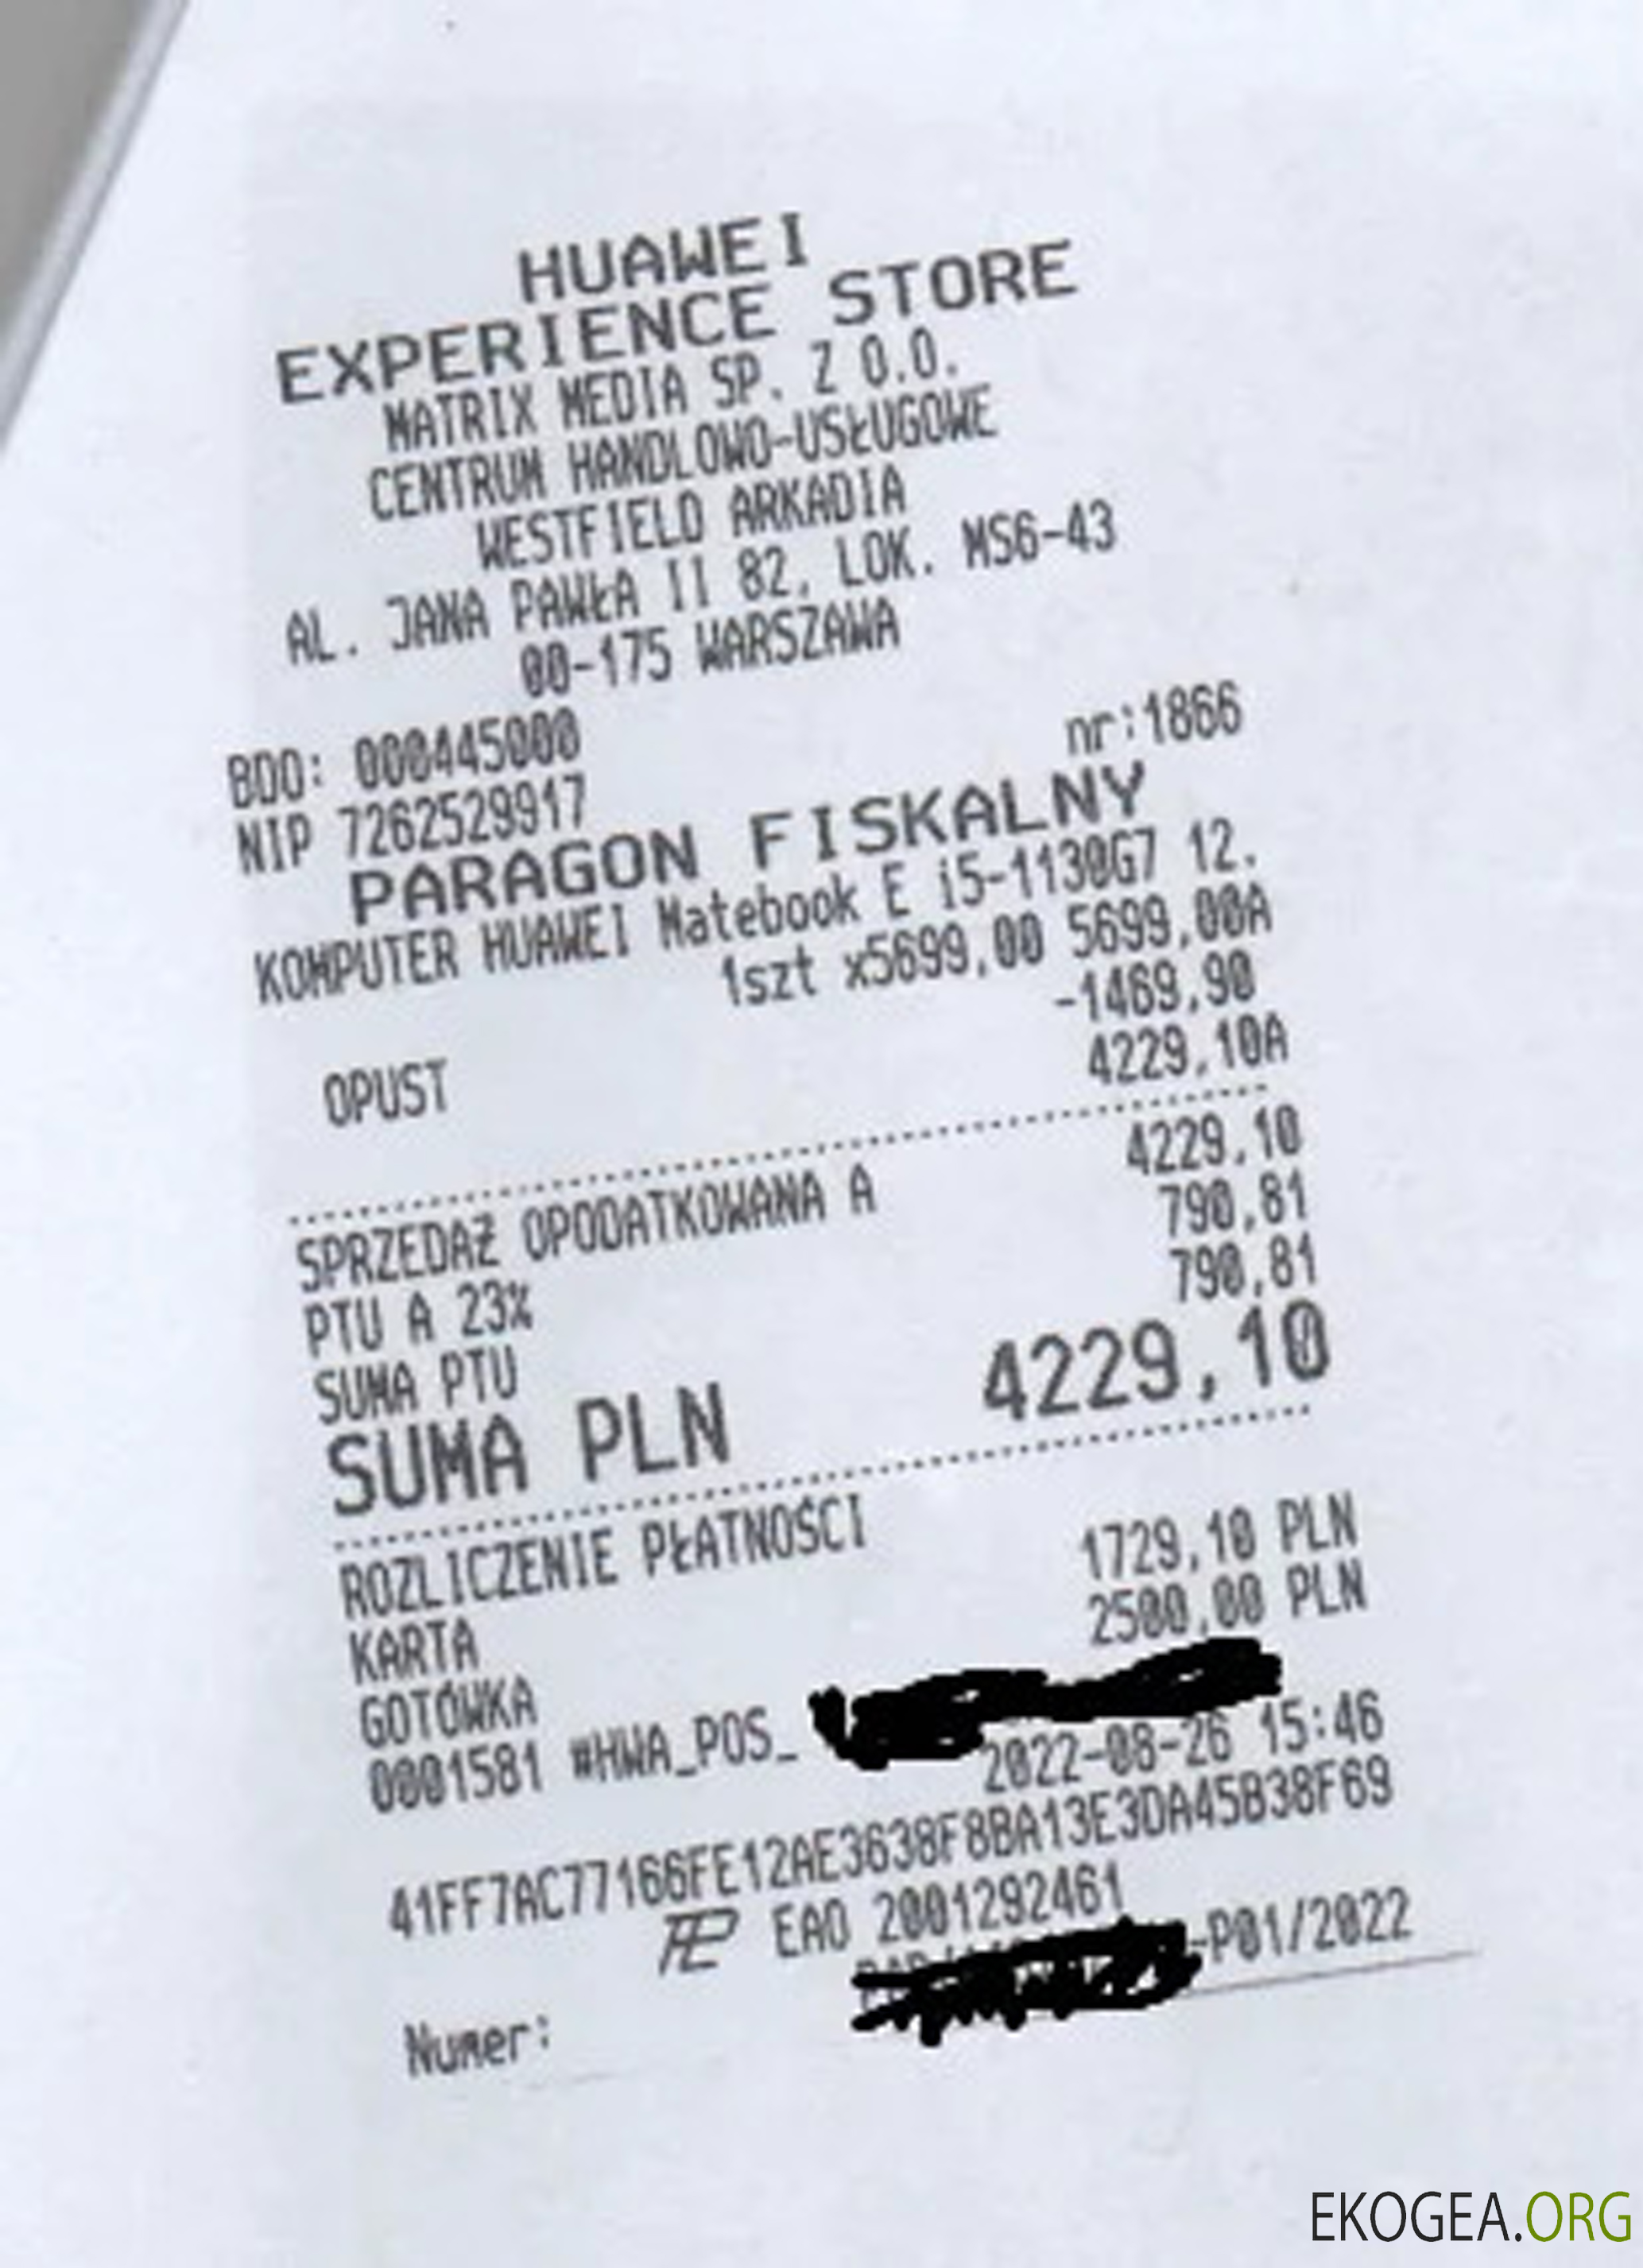 HUAWEI
EXPERIENCE STORE
MATRIX MEDIA SP. Z O.O.
CENTRUM HANDLOWO-USŁUGOWE
WESTFIELD ARKADIA
AL. JANA PAWŁA II 82, LOK. MS6-43
00-175 WARSZAWA
BDO: 000445000
NIP 7262529917 nr:1866
PARAGON FISKALNY
KOMPUTER HUAWEI Matebook E i5-1130G7 12.
1szt x5699,00 5699,00A
OPUST -1469,90
4229,10A
SPRZEDAŻ OPODATKOWANA A 4229,10
PTU A 23% 790,81
SUMA PTU 790,81
SUMA PLN 4229,10
ROZLICZENIE PŁATNOŚCI
KARTA 1729,10 PLN
GOTÓWKA 2500,00 PLN
0001581 #HWA_POS_ 2022-08-26 15:46
41FF7AC77166FE12AE3638F8BA13E3DA45B38F69
EAO 2001292461
Numer: -P01/2022
EKOGEA.ORG